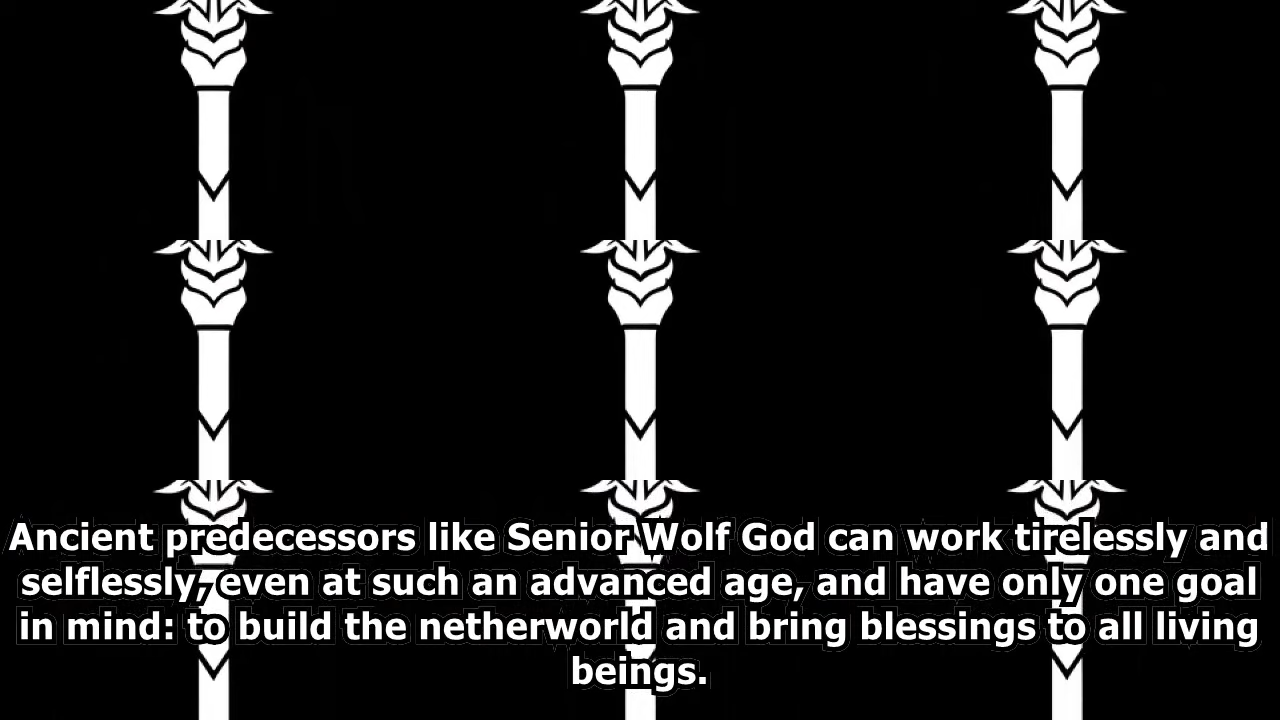 Ancient predecessors like Senior Wolf God can work tirelessly and
selflessly, even at such an advanced age, and have only one goal
in mind: to build the netherworld and bring blessings to all living
beings.